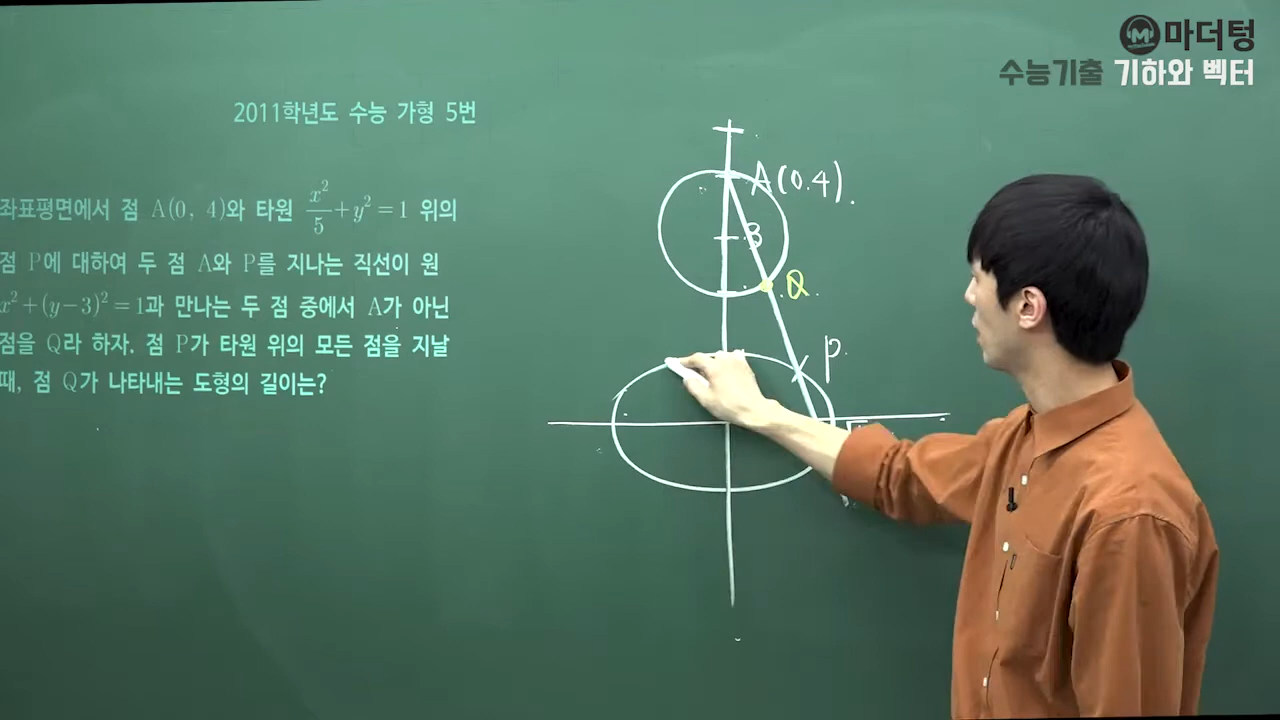 마더텅
수능기출 기하와 벡터
2011학년도 수능 가형 5번
좌표평면에서 점 A(0, 4)와 타원 x²/5+y²=1 위의
점 P에 대하여 두 점 A와 P를 지나는 직선이 원
x²+(y−3)²=1과 만나는 두 점 중에서 A가 아닌
점을 Q라 하자. 점 P가 타원 위의 모든 점을 지날
때, 점 Q가 나타내는 도형의 길이는?
A(0.4).
3
Q.
P.